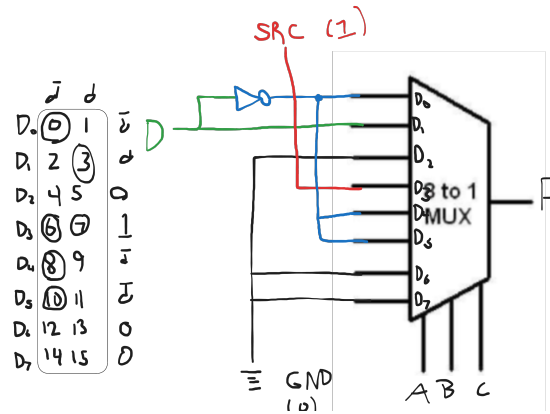 SRC (1)
d̄ d
D₀ 0 1 d̄
D₁ 2 3 d
D₂ 4 5 0
D₃ 6 7 1
D₄ 8 9 d̄
D₅ 10 11 d̄
D₆ 12 13 0
D₇ 14 15 0
D
D₀
D₁
D₂
D₃
8 to 1
D
MUX
D₅
D₆
D₇
F
A B C
GND
(0)